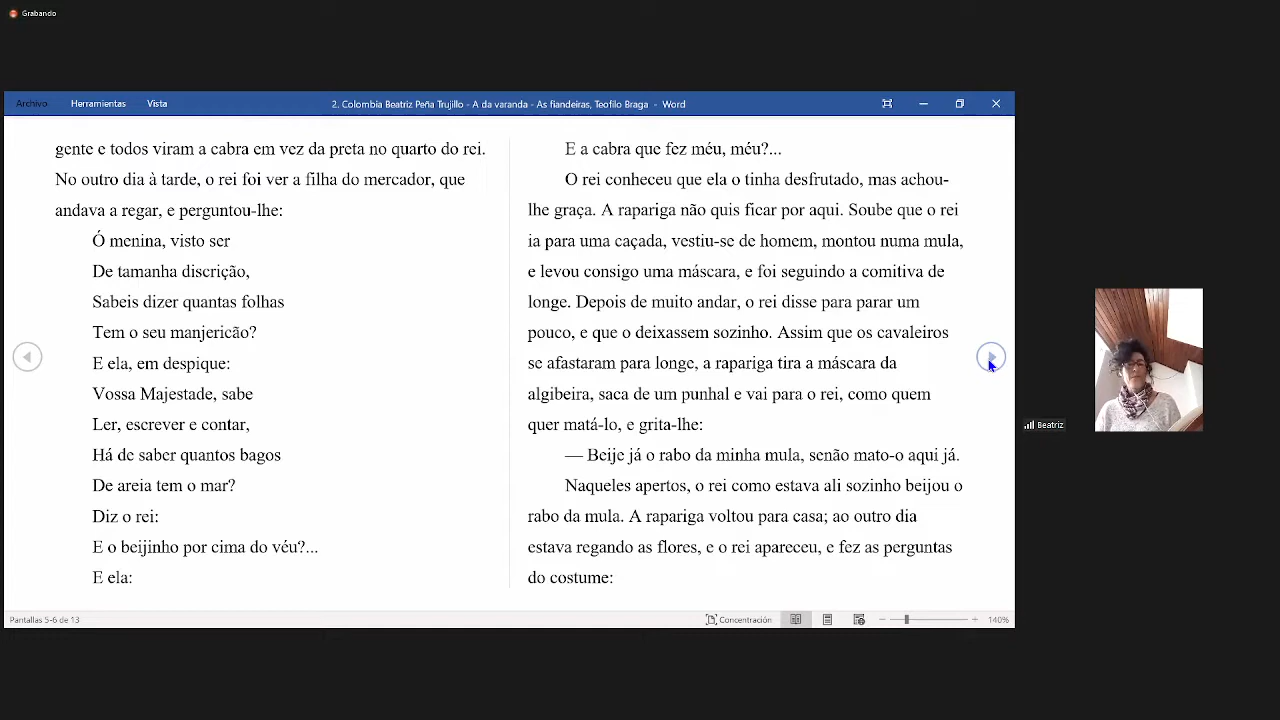 Grabando
Archivo Herramientas Vista
2. Colombia Beatriz Peña Trujillo - A da varanda - As fiandeiras, Teofilo Braga - Word
gente e todos viram a cabra em vez da preta no quarto do rei.
No outro dia à tarde, o rei foi ver a filha do mercador, que
andava a regar, e perguntou-lhe:
Ó menina, visto ser
De tamanha discrição,
Sabeis dizer quantas folhas
Tem o seu manjericão?
E ela, em despique:
Vossa Majestade, sabe
Ler, escrever e contar,
Há de saber quantos bagos
De areia tem o mar?
Diz o rei:
E o beijinho por cima do véu?...
E ela:
E a cabra que fez méu, méu?...
O rei conheceu que ela o tinha desfrutado, mas achou-
lhe graça. A rapariga não quis ficar por aqui. Soube que o rei
ia para uma caçada, vestiu-se de homem, montou numa mula,
e levou consigo uma máscara, e foi seguindo a comitiva de
longe. Depois de muito andar, o rei disse para parar um
pouco, e que o deixassem sozinho. Assim que os cavaleiros
se afastaram para longe, a rapariga tira a máscara da
algibeira, saca de um punhal e vai para o rei, como quem
quer matá-lo, e grita-lhe:
— Beije já o rabo da minha mula, senão mato-o aqui já.
Naqueles apertos, o rei como estava ali sozinho beijou o
rabo da mula. A rapariga voltou para casa; ao outro dia
estava regando as flores, e o rei apareceu, e fez as perguntas
do costume:
Beatriz
Pantallas 5-6 de 13
Concentración
140%